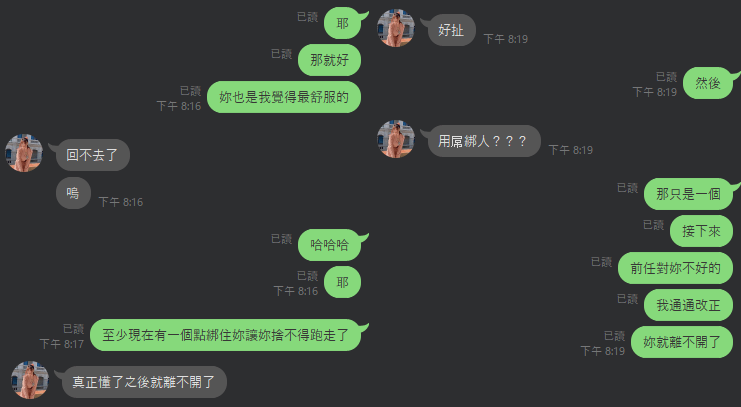 已讀
耶
已讀
那就好
已讀
下午 8:16
妳也是我覺得最舒服的
回不去了
嗚
下午 8:16
已讀
哈哈哈
已讀
下午 8:16
耶
已讀
下午 8:17
至少現在有一個點綁住妳讓妳捨不得跑走了
真正懂了之後就離不開了
好扯
下午 8:19
已讀
下午 8:19
然後
用屌綁人？？？
下午 8:19
已讀
那只是一個
已讀
接下來
已讀
前任對妳不好的
已讀
我通通改正
已讀
下午 8:19
妳就離不開了